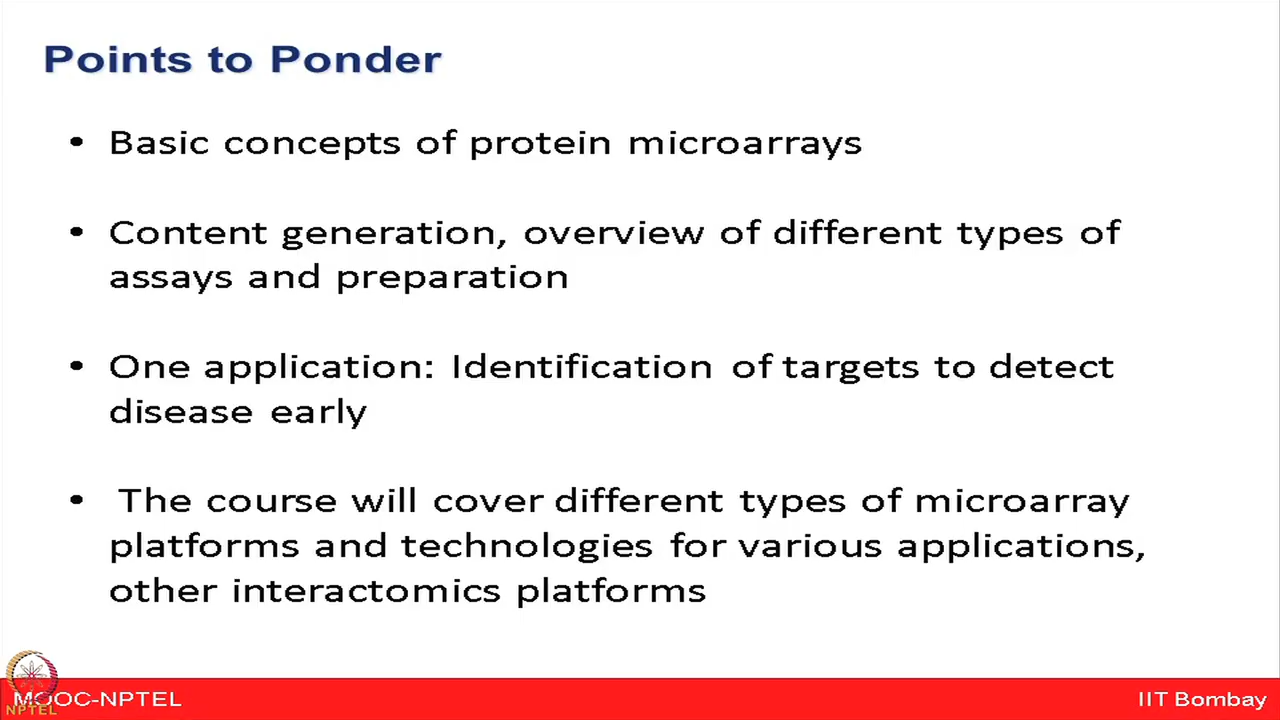 Points to Ponder
• Basic concepts of protein microarrays
• Content generation, overview of different types of
assays and preparation
• One application: Identification of targets to detect
disease early
• The course will cover different types of microarray
platforms and technologies for various applications,
other interactomics platforms
MOOC-NPTEL
NPTEL
IIT Bombay